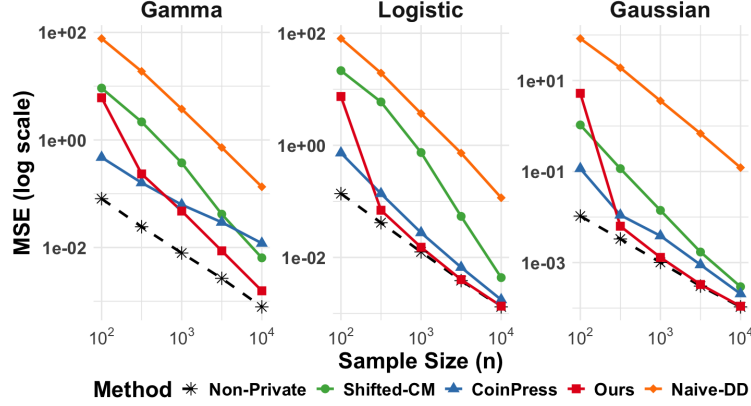 Gamma
Logistic
Gaussian
MSE (log scale)
1e+02
1e+00
1e-02
1e+02
1e+00
1e-02
1e+01
1e-01
1e-03
10² 10³ 10⁴
10² 10³ 10⁴
10² 10³ 10⁴
Sample Size (n)
Method Non-Private Shifted-CM CoinPress Ours Naive-DD